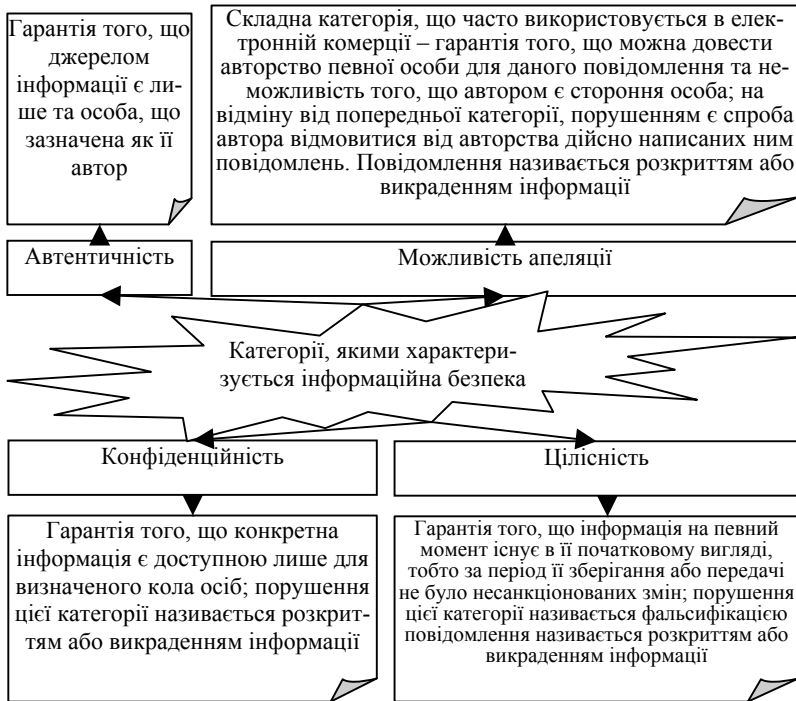 Гарантія того, що
джерелом
інформації є ли-
ше та особа, що
зазначена як її
автор
Складна категорія, що часто використовується в елек-
тронній комерції – гарантія того, що можна довести
авторство певної особи для даного повідомлення та не-
можливість того, що автором є стороння особа; на
відміну від попередньої категорії, порушенням є спроба
автора відмовитися від авторства дійсно написаних ним
повідомлень. Повідомлення називається розкриттям або
викраденням інформації
Автентичність
Можливість апеляції
Категорії, якими характери-
зується інформаційна безпека
Конфіденційність
Цілісність
Гарантія того, що конкретна
інформація є доступною лише для
визначеного кола осіб; порушення
цієї категорії називається розкрит-
тям або викраденням інформації
Гарантія того, що інформація на певний
момент існує в її початковому вигляді,
тобто за період її зберігання або передачі
не було несанкціонованих змін; порушення
цієї категорії називається фальсифікацією
повідомлення називається розкриттям або
викраденням інформації